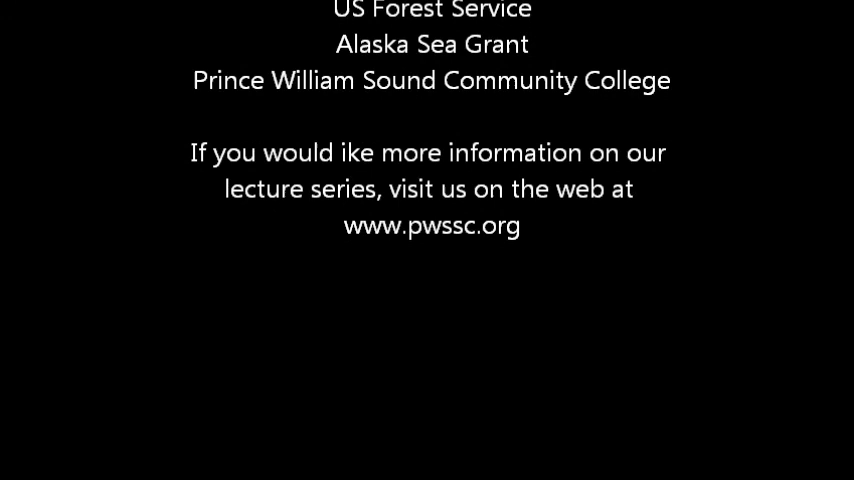 US Forest Service
Alaska Sea Grant
Prince William Sound Community College
If you would ike more information on our
lecture series, visit us on the web at
www.pwssc.org